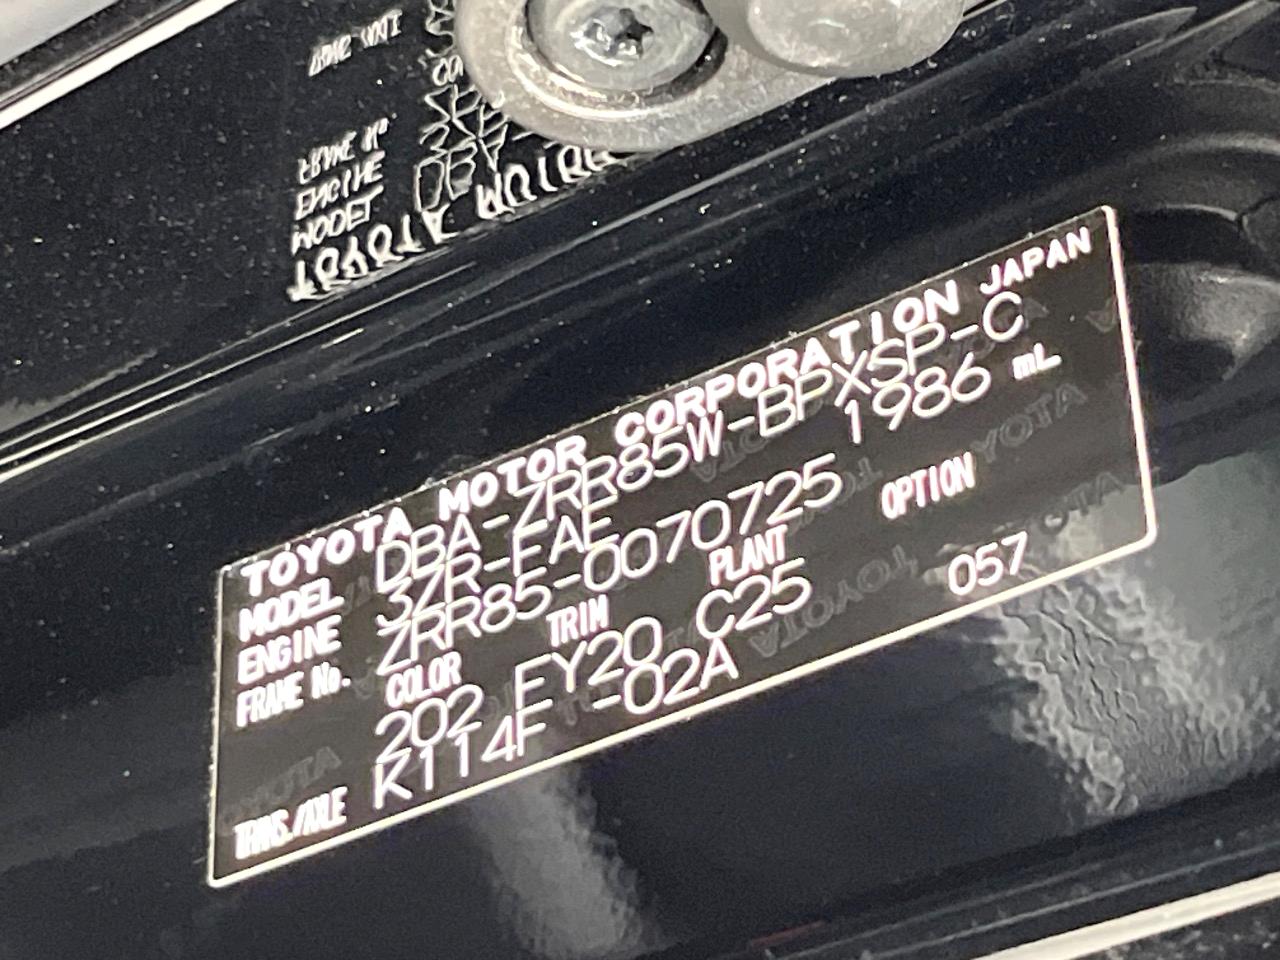 TOYOTA MOTOR CORPORATION JAPAN
MODEL DBA-ZRR85W-BPXSP-C
ENGINE 3ZR-FAE 1986 mL
FRAME No. ZRR85-0070725
COLOR TRIM PLANT OPTION
202 FY20 C25 057
TRANS./AXLE K114F -02A